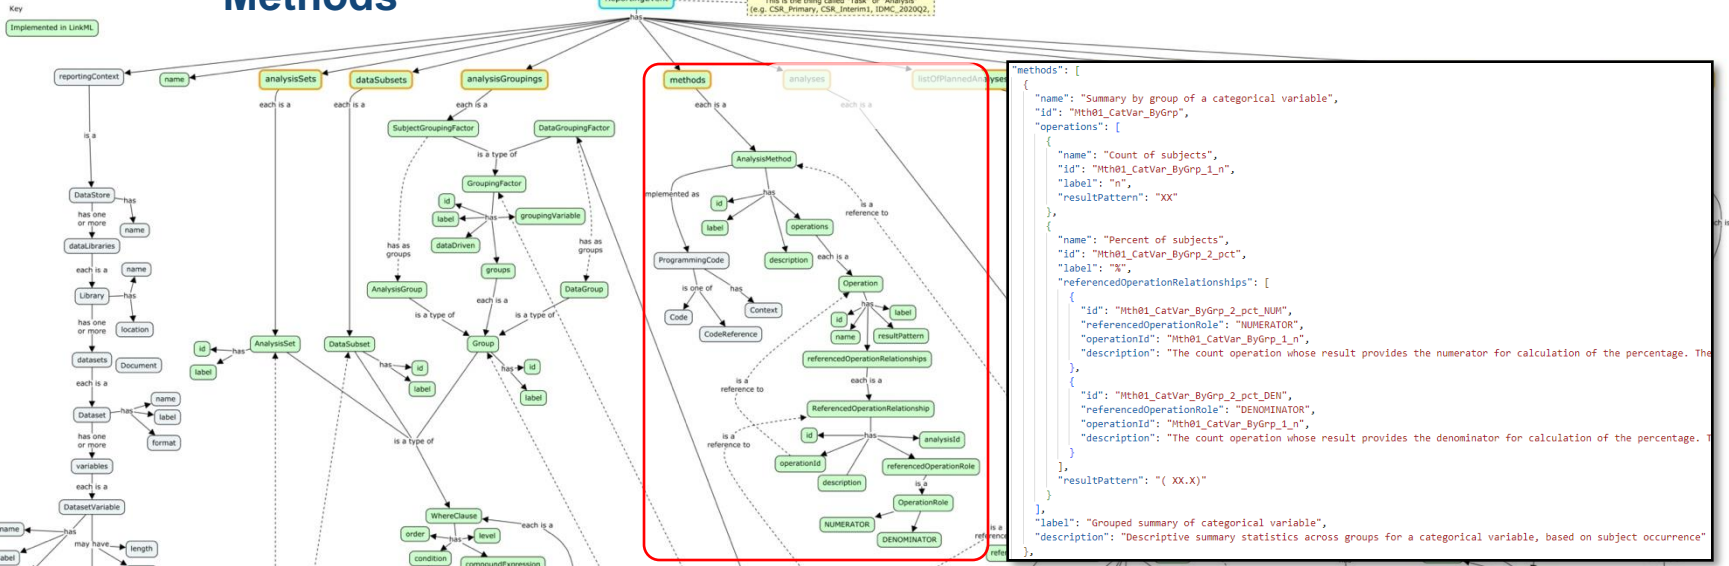 Methods
Key
Implemented in LinkML
ReportingEvent
This is the thing called "Task" or "Analysis"
(e.g. CSR_Primary, CSR_Interim1, IDMC_2020Q2,
has
reportingContext
name
analysisSets
dataSubsets
analysisGroupings
methods
analyses
listOfPlannedAnalyses
each is a
each is a
each is a
each is a
each is a
is a
SubjectGroupingFactor
DataGroupingFactor
is a type of
GroupingFactor
id
label
has
groupingVariable
dataDriven
has as
groups
has as
groups
groups
each is a
AnalysisGroup
DataGroup
is a type of
is a type of
DataStore
has
has one
or more
name
dataLibraries
each is a
name
Library
has
location
has one
or more
datasets
Document
each is a
name
Dataset
has
label
format
has one
or more
variables
each is a
DatasetVariable
name
has
may have
length
label
id
has
AnalysisSet
label
DataSubset
has
id
label
Group
has
id
label
is a type of
WhereClause
each is a
order
has
level
condition
compoundExpression
AnalysisMethod
implemented as
has
id
label
operations
is a
reference to
description
each is a
ProgrammingCode
is one of
has
Code
Context
CodeReference
Operation
has
id
label
name
resultPattern
referencedOperationRelationships
is a
reference to
each is a
ReferencedOperationRelationship
is a
reference to
id
has
analysisId
operationId
referencedOperationRole
description
is a
OperationRole
NUMERATOR
DENOMINATOR
is a
"methods": [
{
"name": "Summary by group of a categorical variable",
"id": "Mth01_CatVar_ByGrp",
"operations": [
{
"name": "Count of subjects",
"id": "Mth01_CatVar_ByGrp_1_n",
"label": "n",
"resultPattern": "XX"
},
{
"name": "Percent of subjects",
"id": "Mth01_CatVar_ByGrp_2_pct",
"label": "%",
"referencedOperationRelationships": [
{
"id": "Mth01_CatVar_ByGrp_2_pct_NUM",
"referencedOperationRole": "NUMERATOR",
"operationId": "Mth01_CatVar_ByGrp_1_n",
"description": "The count operation whose result provides the numerator for calculation of the percentage. The
},
{
"id": "Mth01_CatVar_ByGrp_2_pct_DEN",
"referencedOperationRole": "DENOMINATOR",
"operationId": "Mth01_CatVar_ByGrp_1_n",
"description": "The count operation whose result provides the denominator for calculation of the percentage. T
}
],
"resultPattern": "( XX.X)"
}
],
"label": "Grouped summary of categorical variable",
"description": "Descriptive summary statistics across groups for a categorical variable, based on subject occurrence"
},